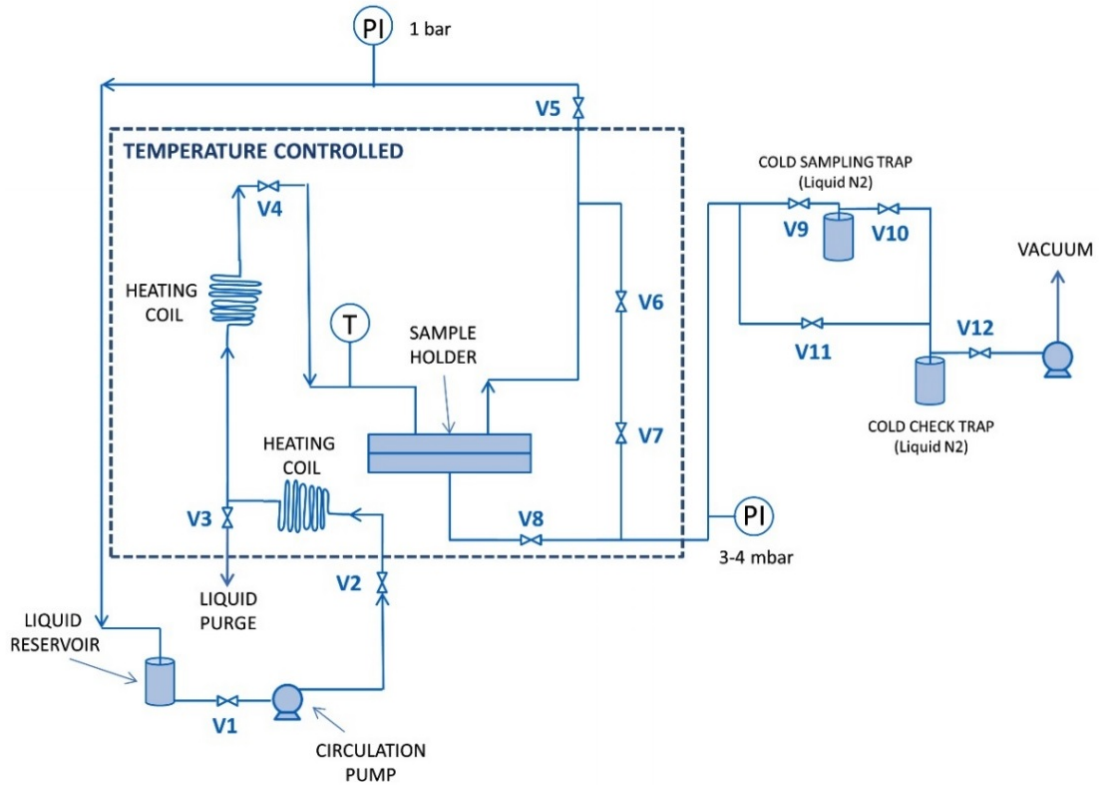 PI
1 bar
V5
TEMPERATURE CONTROLLED
COLD SAMPLING TRAP
(Liquid N2)
V4
V9
V10
VACUUM
HEATING
COIL
V6
T
SAMPLE
HOLDER
V11
V12
COLD CHECK TRAP
(Liquid N2)
V7
HEATING
COIL
V3
V8
PI
3-4 mbar
V2
LIQUID
PURGE
LIQUID
RESERVOIR
V1
CIRCULATION
PUMP